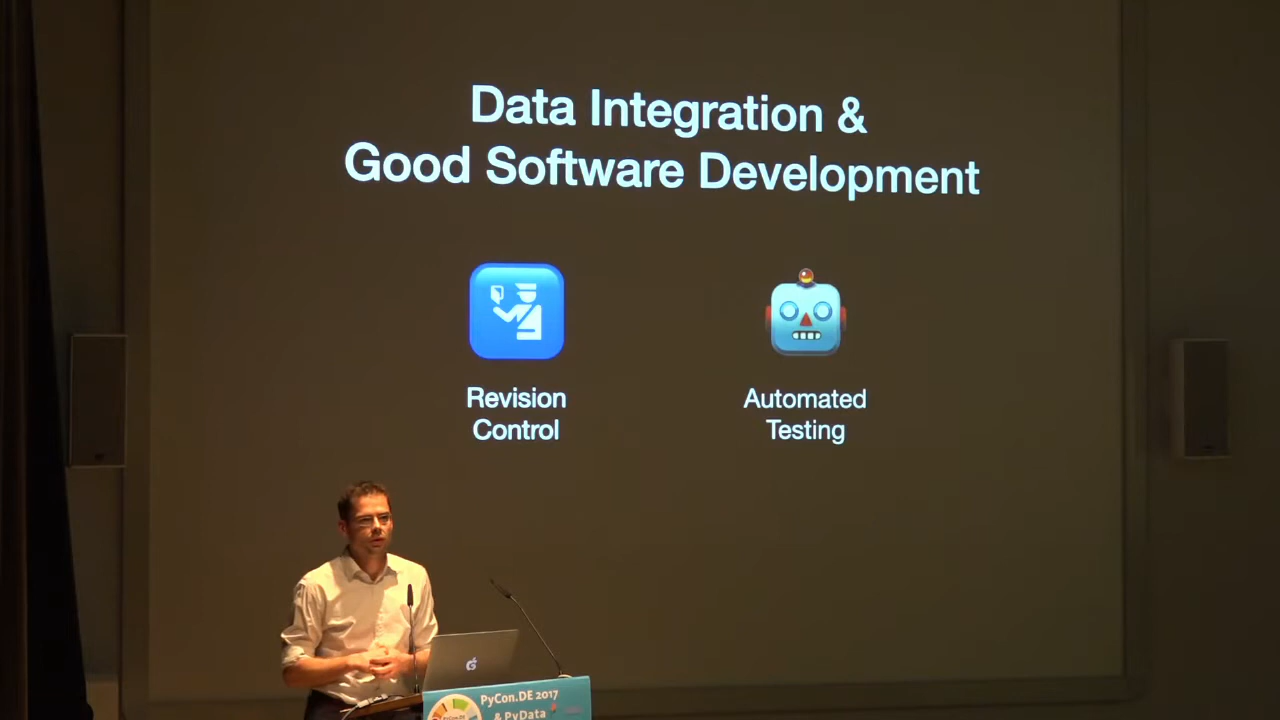 Data Integration &
Good Software Development
Revision
Control
Automated
Testing
PyCon.DE 2017
& PyData